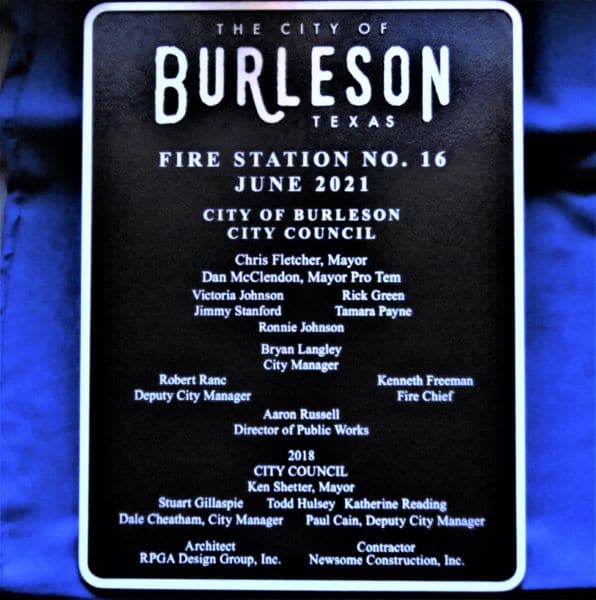 THE CITY OF
BURLESON
TEXAS
FIRE STATION NO. 16
JUNE 2021
CITY OF BURLESON
CITY COUNCIL
Chris Fletcher, Mayor
Dan McClendon, Mayor Pro Tem
Victoria Johnson Rick Green
Jimmy Stanford Tamara Payne
Ronnie Johnson
Bryan Langley
City Manager
Robert Ranc Kenneth Freeman
Deputy City Manager Fire Chief
Aaron Russell
Director of Public Works
2018
CITY COUNCIL
Ken Shetter, Mayor
Stuart Gillaspie Todd Hulsey Katherine Reading
Dale Cheatham, City Manager Paul Cain, Deputy City Manager
Architect Contractor
RPGA Design Group, Inc. Newsome Construction, Inc.